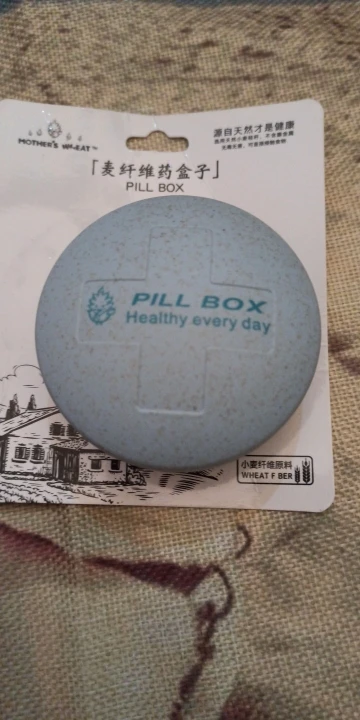 MOTHER'S WHEAT™
源自天然才是健康
「麦纤维药盒子」
PILL BOX
PILL BOX
Healthy every day
小麦纤维原料
WHEAT F BER